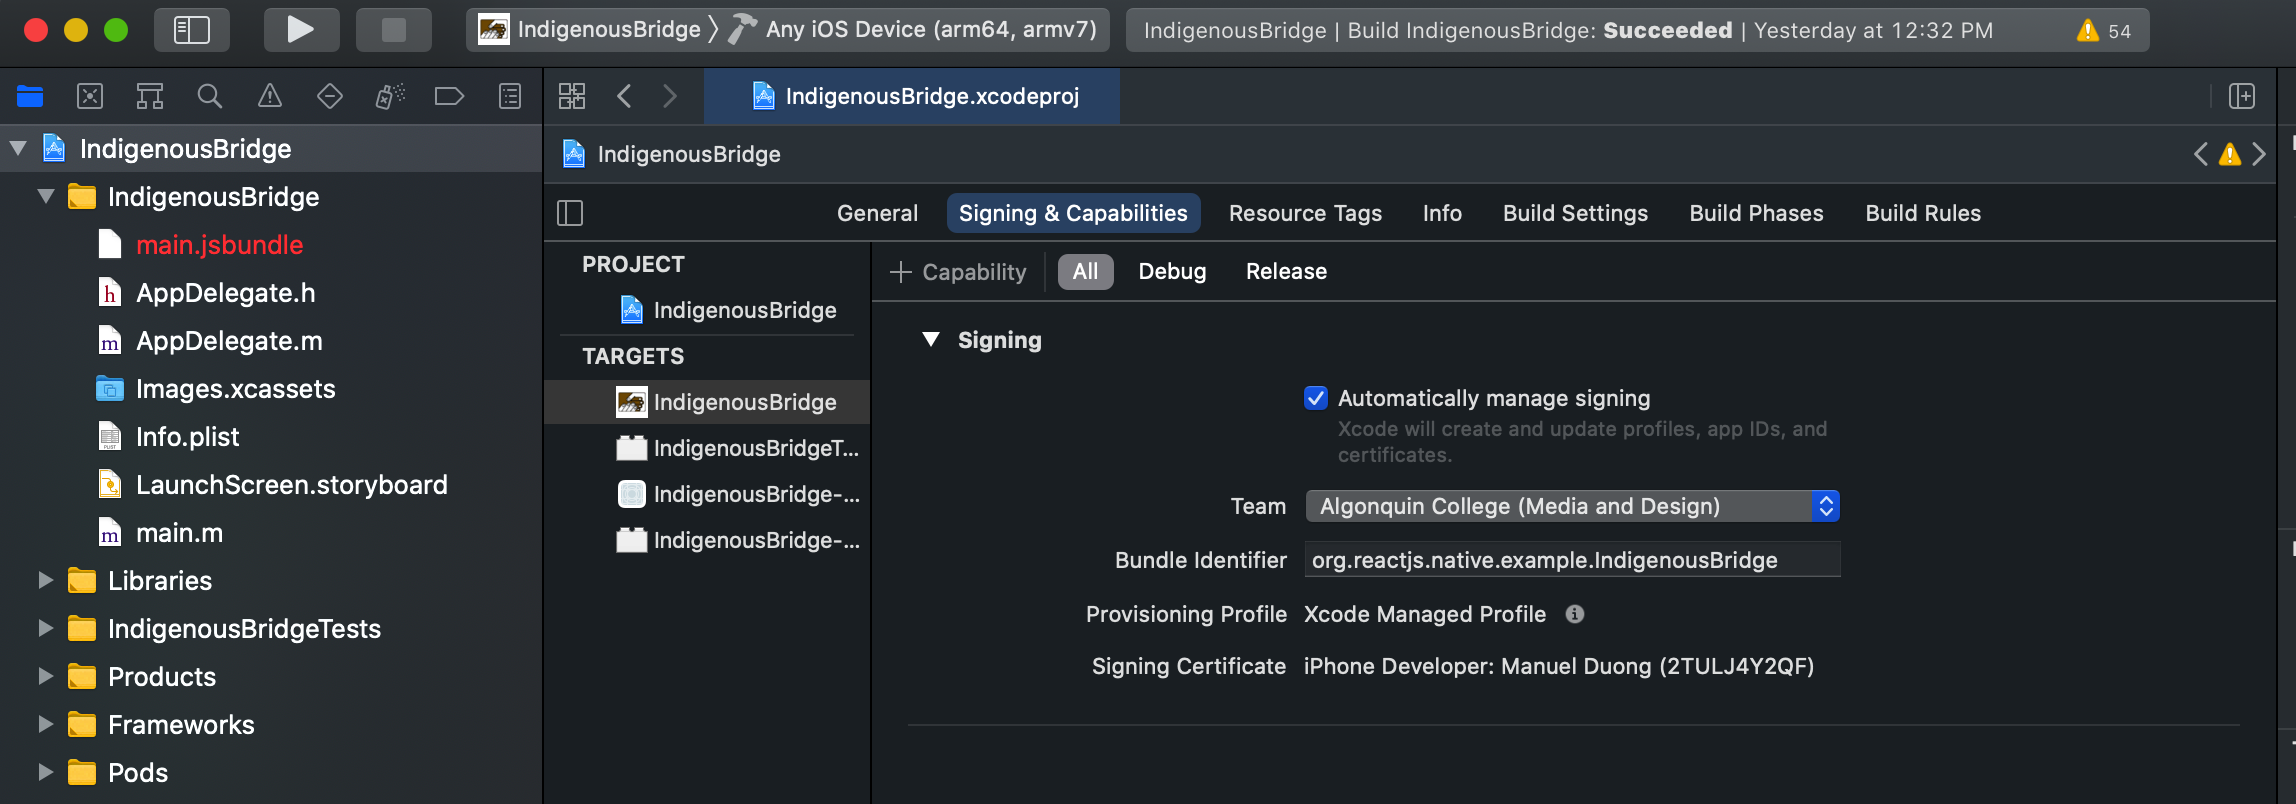 IndigenousBridge 〉 Any iOS Device (arm64, armv7)
IndigenousBridge | Build IndigenousBridge: Succeeded | Yesterday at 12:32 PM
54
IndigenousBridge.xcodeproj
IndigenousBridge
IndigenousBridge
main.jsbundle
AppDelegate.h
AppDelegate.m
Images.xcassets
Info.plist
LaunchScreen.storyboard
main.m
Libraries
IndigenousBridgeTests
Products
Frameworks
Pods
IndigenousBridge
General
Signing & Capabilities
Resource Tags
Info
Build Settings
Build Phases
Build Rules
PROJECT
IndigenousBridge
TARGETS
IndigenousBridge
IndigenousBridgeT...
IndigenousBridge-...
IndigenousBridge-...
+ Capability
All
Debug
Release
Signing
Automatically manage signing
Xcode will create and update profiles, app IDs, and
certificates.
Team Algonquin College (Media and Design)
Bundle Identifier org.reactjs.native.example.IndigenousBridge
Provisioning Profile Xcode Managed Profile
Signing Certificate iPhone Developer: Manuel Duong (2TULJ4Y2QF)